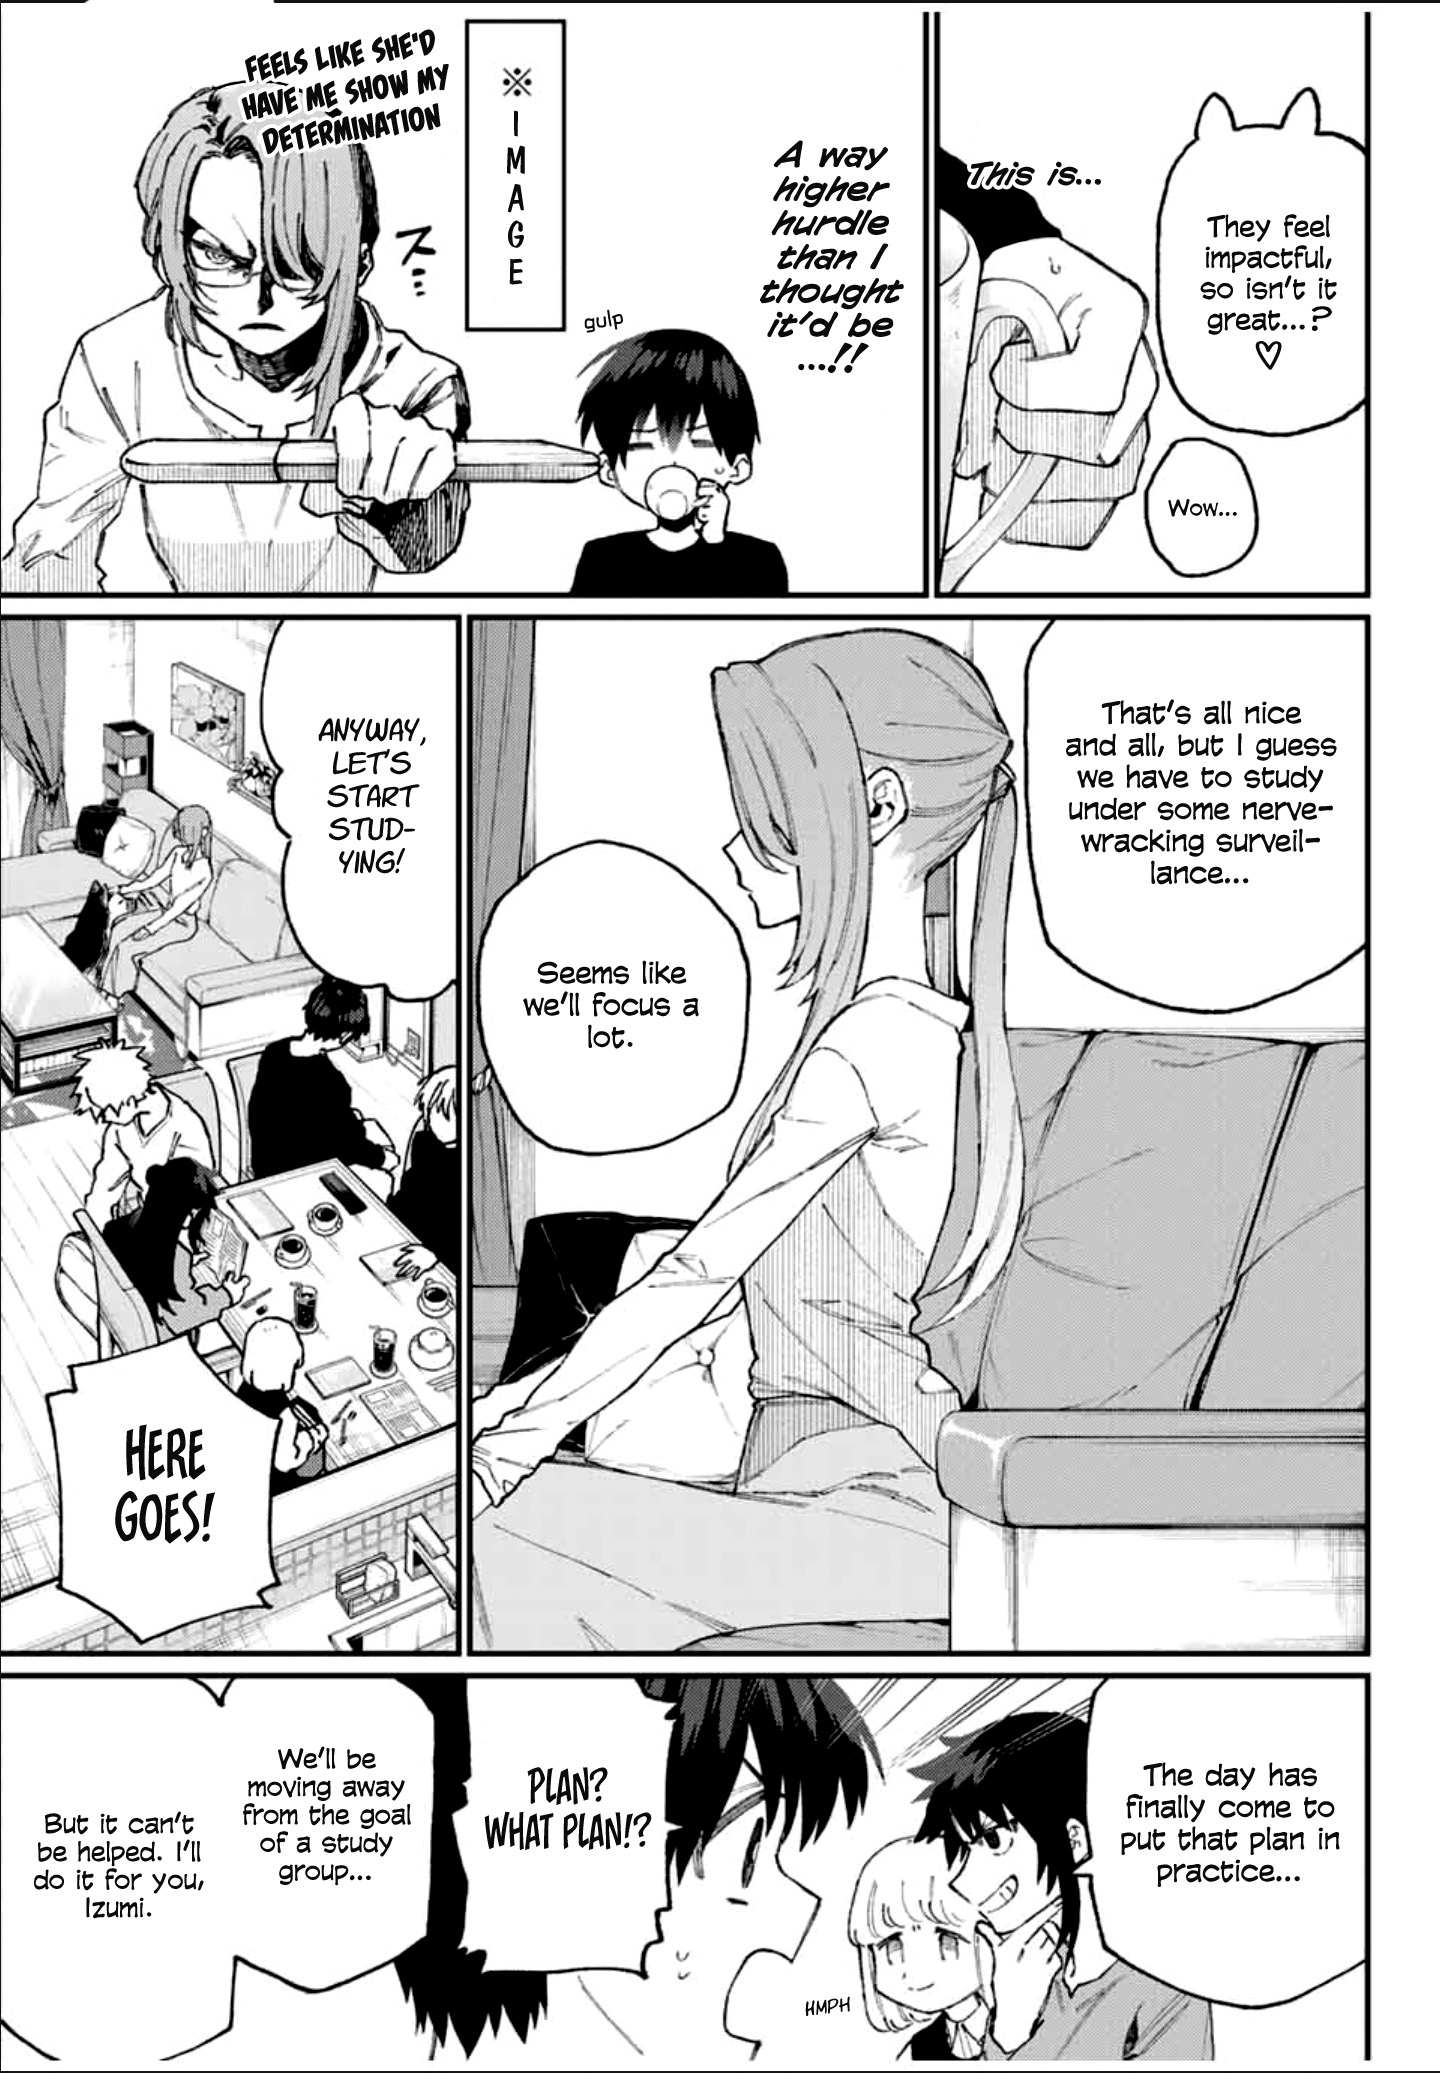 They feel
impactful,
so isn't it
great...?
♡
This is...
Wow...
A way
higher
hurdle
than I
thought
it'd be
...!!
※IMAGE
FEELS LIKE SHE'D
HAVE ME SHOW MY
DETERMINATION
ス…
gulp
That's all nice
and all, but I guess
we have to study
under some nerve-
wracking surveil-
lance...
Seems like
we'll focus a
lot.
ANYWAY,
LET'S
START
STUD-
YING!
HERE
GOES!
The day has
finally come to
put that plan in
practice...
HMPH
PLAN?
WHAT PLAN!?
We'll be
moving away
from the goal
of a study
group...
But it can't
be helped. I'll
do it for you,
Izumi.